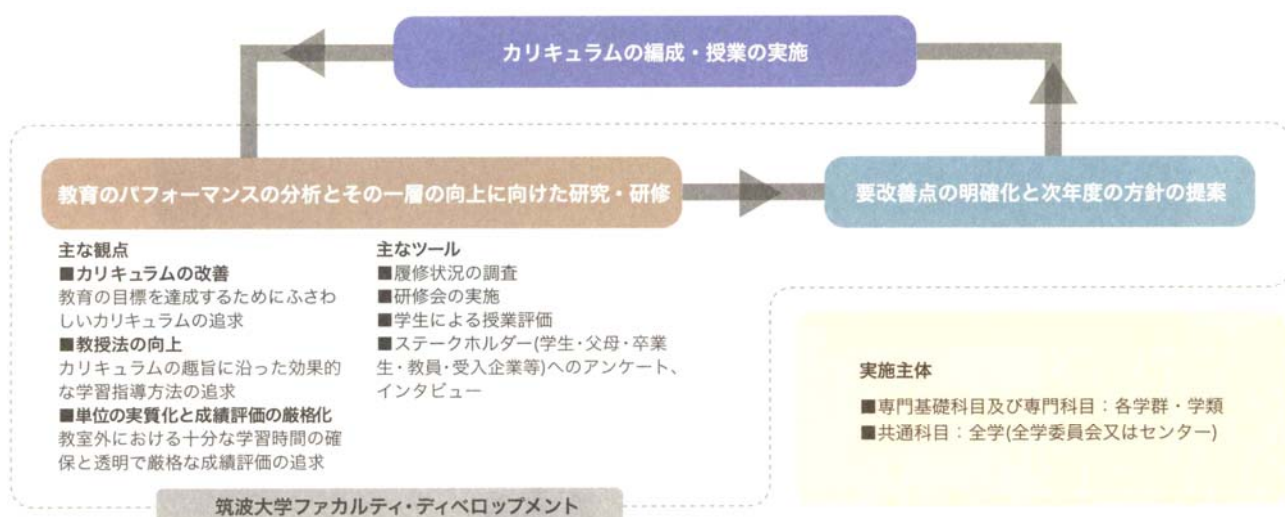 カリキュラムの編成・授業の実施
教育のパフォーマンスの分析とその一層の向上に向けた研究・研修
要改善点の明確化と次年度の方針の提案
主な観点
■カリキュラムの改善
教育の目標を達成するためにふさわ
しいカリキュラムの追求
■教授法の向上
カリキュラムの趣旨に沿った効果的
な学習指導方法の追求
■単位の実質化と成績評価の厳格化
教室外における十分な学習時間の確
保と透明で厳格な成績評価の追求
主なツール
■履修状況の調査
■研修会の実施
■学生による授業評価
■ステークホルダー(学生・父母・卒業
生・教員・受入企業等)へのアンケート、
インタビュー
実施主体
■専門基礎科目及び専門科目：各学群・学類
■共通科目：全学(全学委員会又はセンター)
筑波大学ファカルティ・ディベロップメント